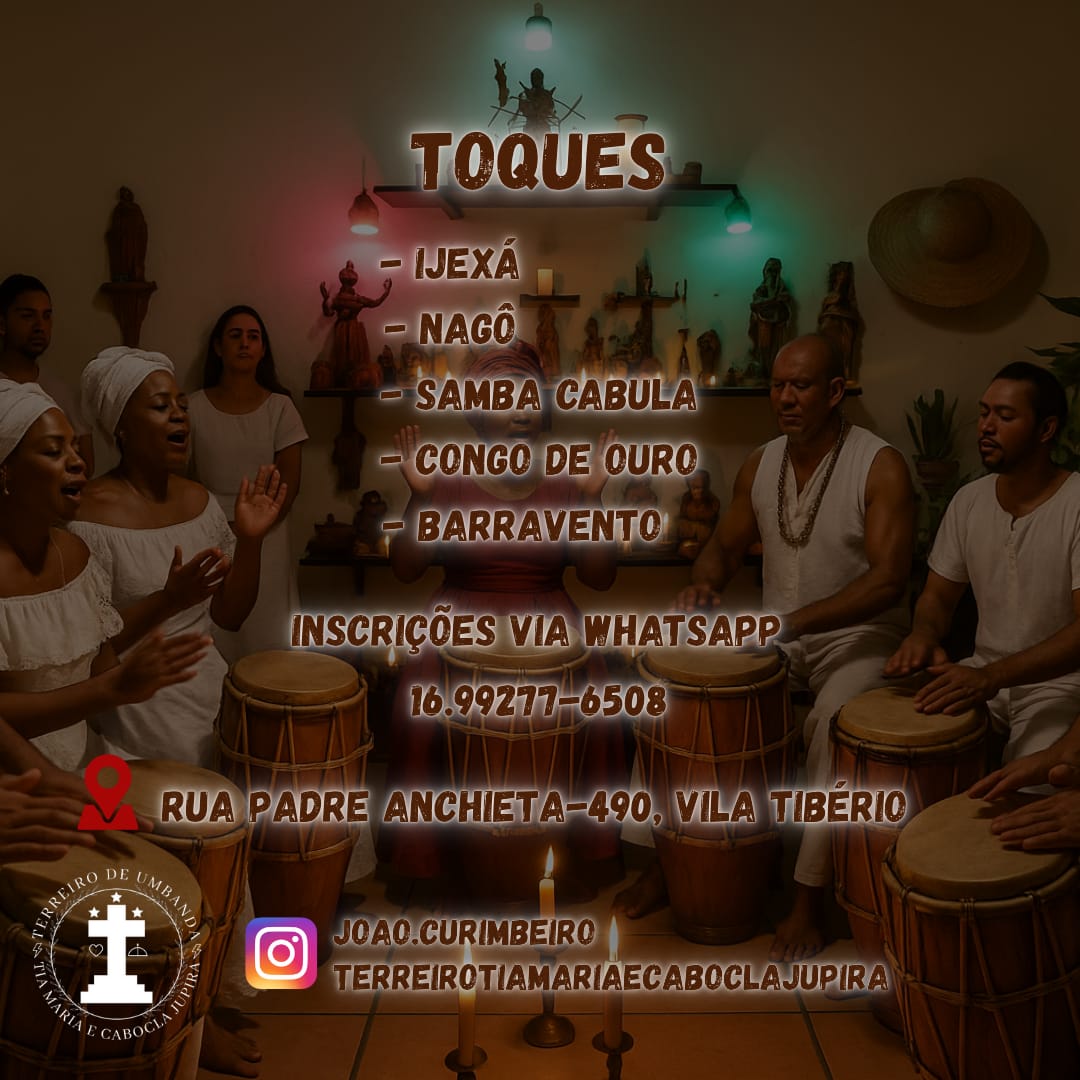 TOQUES
- IJEXÁ
- NAGÔ
- SAMBA CABULA
- CONGO DE OURO
- BARRAVENTO
INSCRIÇÕES VIA WHATSAPP
16.99277-6508
RUA PADRE ANCHIETA-490, VILA TIBÉRIO
TERREIRO DE UMBANDA
TIA MARIA E CABOCLA JUPIRA
JOAO.CURIMBEIRO
TERREIROTIAMARIAECABOCLAJUPIRA